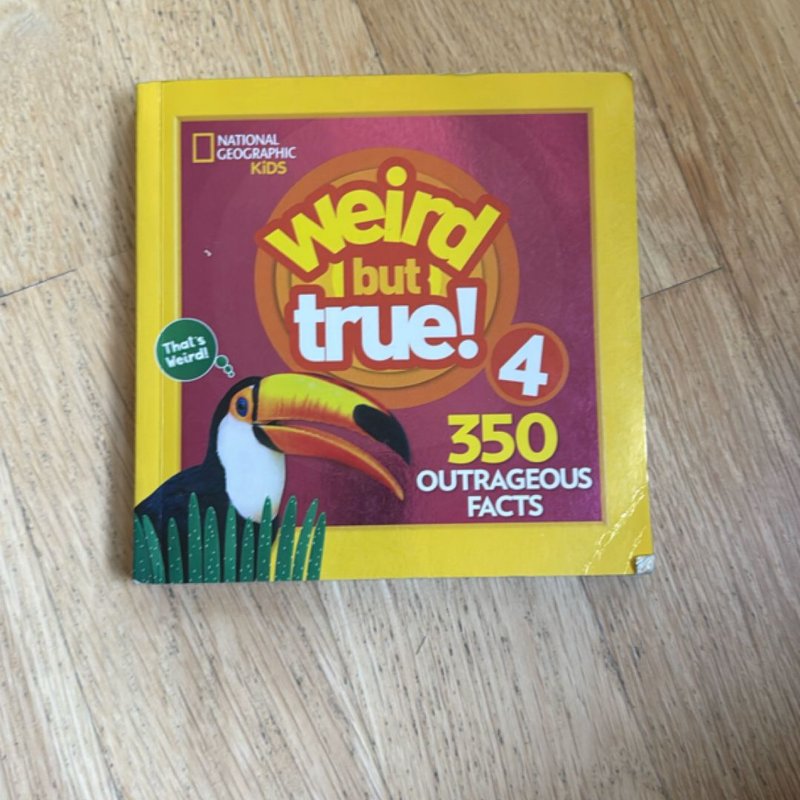 NATIONAL
GEOGRAPHIC
KiDS
weird
but
true!
4
That's
Weird!
350
OUTRAGEOUS
FACTS